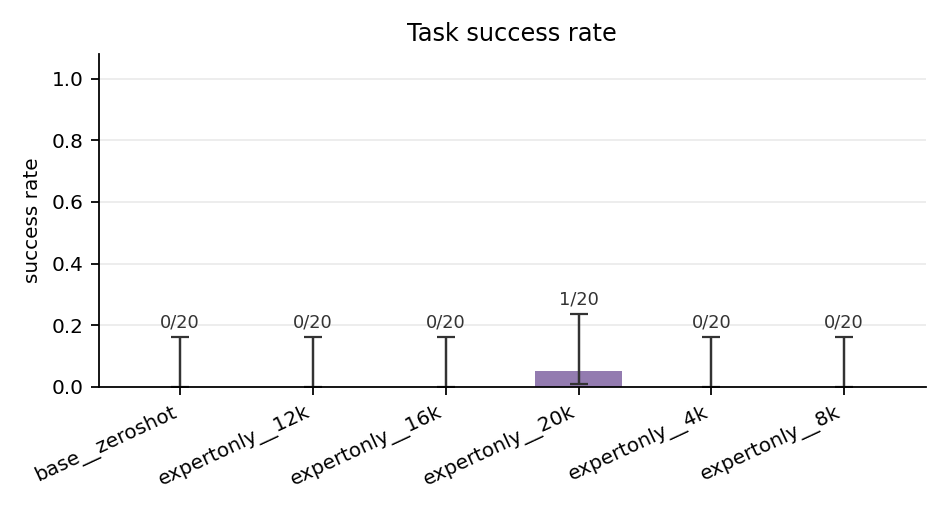 Task success rate
success rate
1.0
0.8
0.6
0.4
0.2
0.0
0/20
0/20
0/20
1/20
0/20
0/20
base__zeroshot
expertonly__12k
expertonly__16k
expertonly__20k
expertonly__4k
expertonly__8k